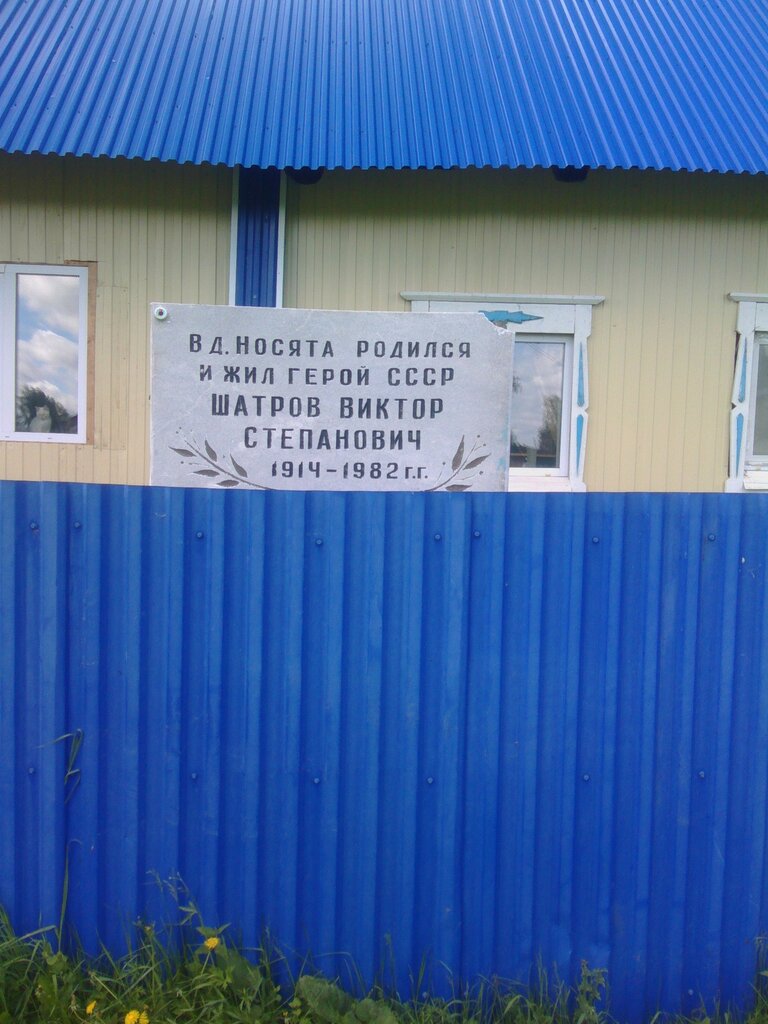 В д. НОСЯТА РОДИЛСЯ
И ЖИЛ ГЕРОЙ СССР
ШАТРОВ ВИКТОР
СТЕПАНОВИЧ
1914-1982 г.г.